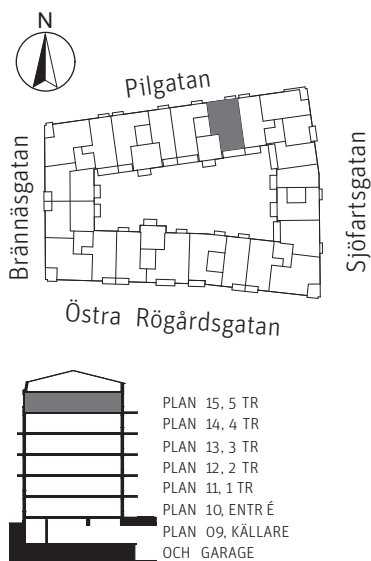 N
Pilgatan
Brännäsgatan
Sjöfartsgatan
Östra Rögårdsgatan
PLAN 15, 5 TR
PLAN 14, 4 TR
PLAN 13, 3 TR
PLAN 12, 2 TR
PLAN 11, 1 TR
PLAN 10, ENTR É
PLAN 09, KÄLLARE
OCH GARAGE